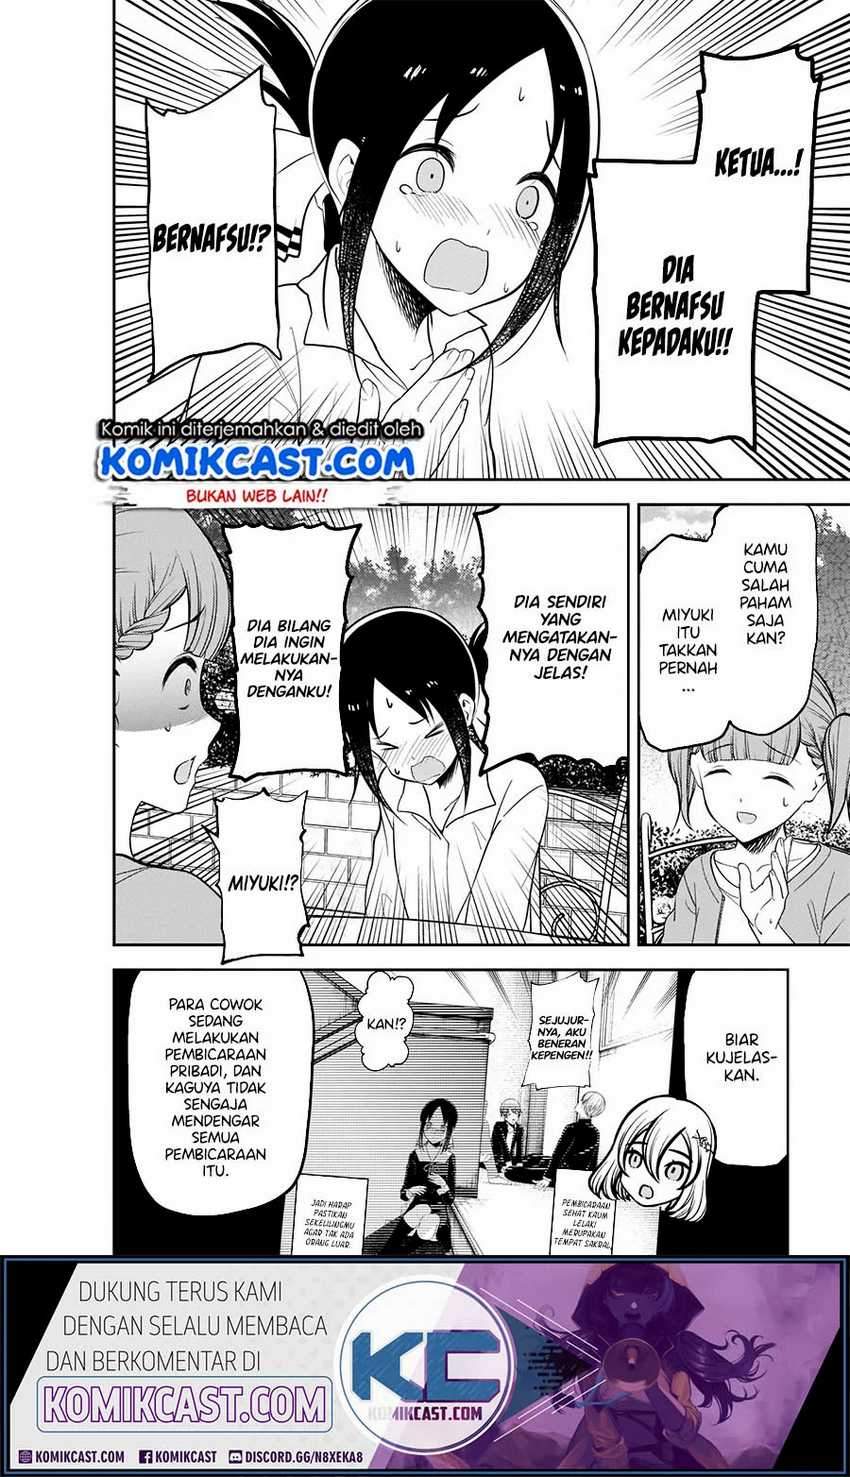 KETUA...!
DIA
BERNAFSU
KEPADAKU!!
BERNAFSU!?
Komik ini diterjemahkan & diedit oleh
KOMIKCAST.COM
BUKAN WEB LAIN!!
KAMU
CUMA
SALAH
PAHAM
SAJA
KAN?
MIYUKI
ITU
TAKKAN
PERNAH
...
DIA SENDIRI
YANG
MENGATAKAN-
NYA DENGAN
JELAS!
DIA BILANG
DIA INGIN
MELAKUKAN-
NYA
DENGANKU!
MIYUKI!?
BIAR
KUJELAS-
KAN.
SEJUJUR-
NYA, AKU
BENERAN
KEPENGEN!!
KAN!?
PEMBICARAAN
SEHAT KAUM
LELAKI
MERUPAKAN
TEMPAT SAKRAL
JADI HARAP
PASTIKAN
SEKELILINGMU
AGAR TAK ADA
ORANG LUAR.
PARA COWOK
SEDANG
MELAKUKAN
PEMBICARAAN
PRIBADI, DAN
KAGUYA TIDAK
SENGAJA
MENDENGAR
SEMUA
PEMBICARAAN
ITU.
DUKUNG TERUS KAMI
DENGAN SELALU MEMBACA
DAN BERKOMENTAR DI
KOMIKCAST.COM
KC
KOMIKCAST.COM
KOMIKCAST.COM
KOMIKCAST
DISCORD.GG/N8XEKA8